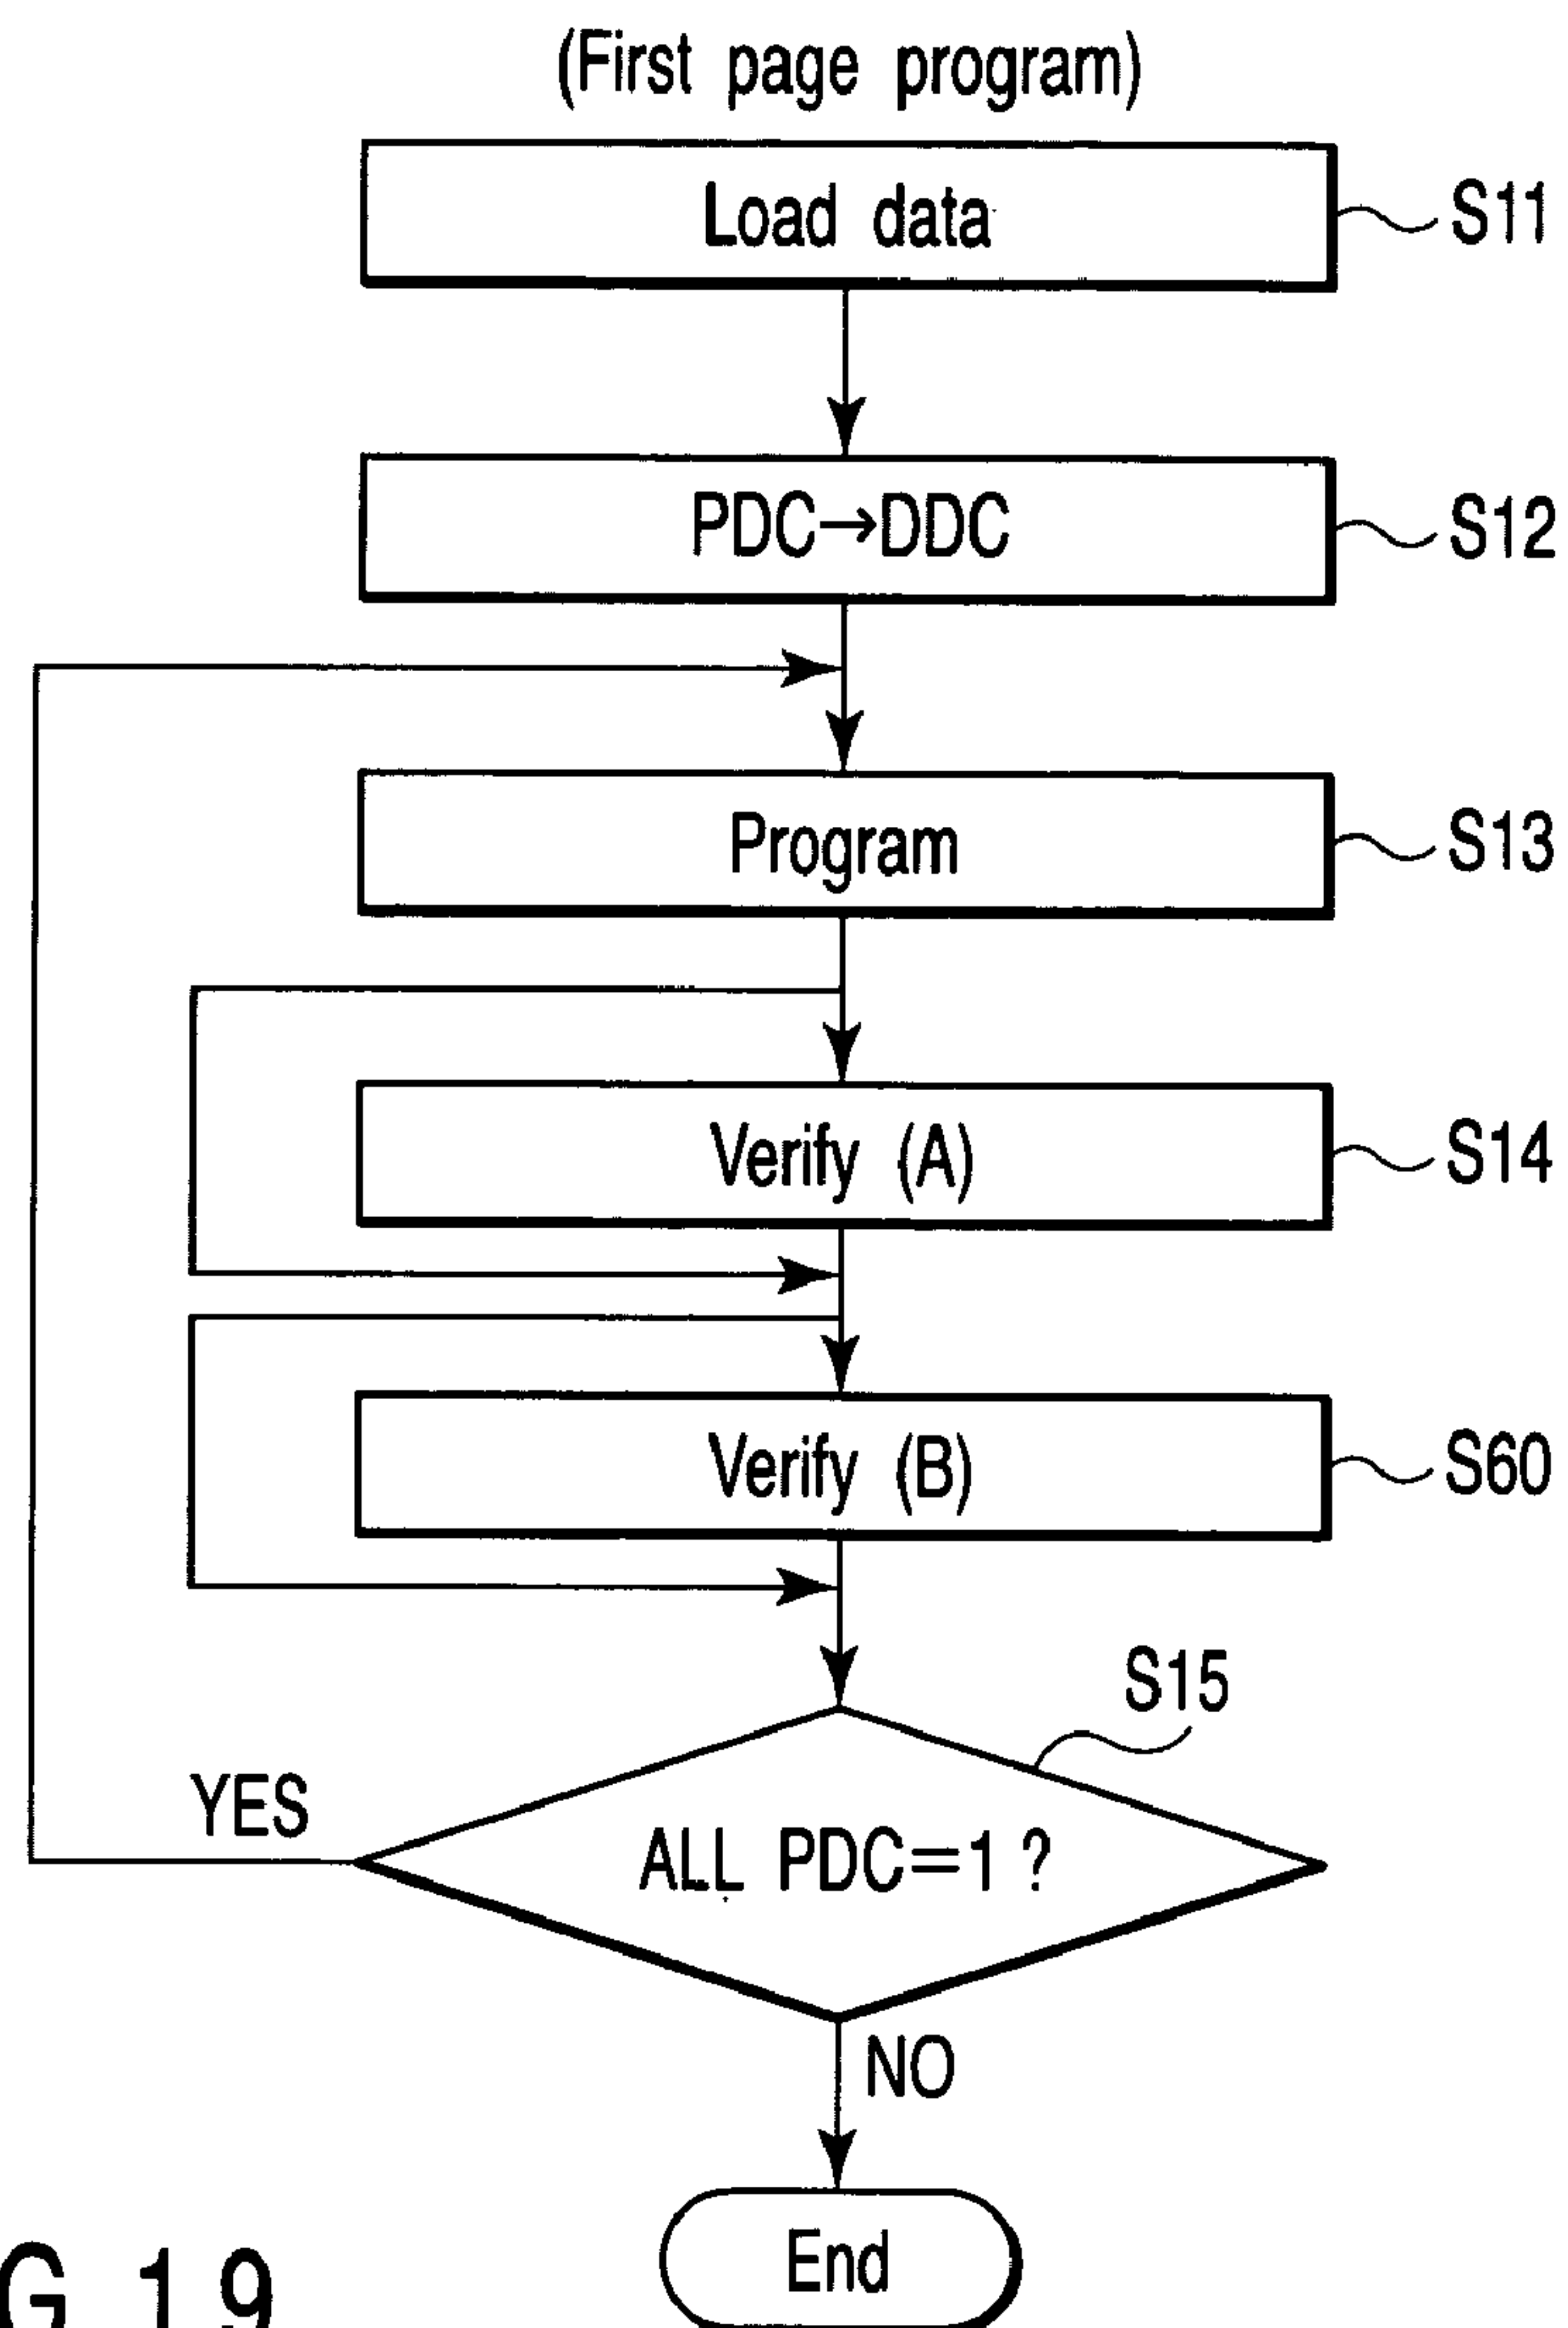 (First page program)
Load data
S11
PDC→DDC
S12
Program
S13
Verify (A)
S14
Verify (B)
S60
S15
YES
ALL PDC=1 ?
NO
End
G 19